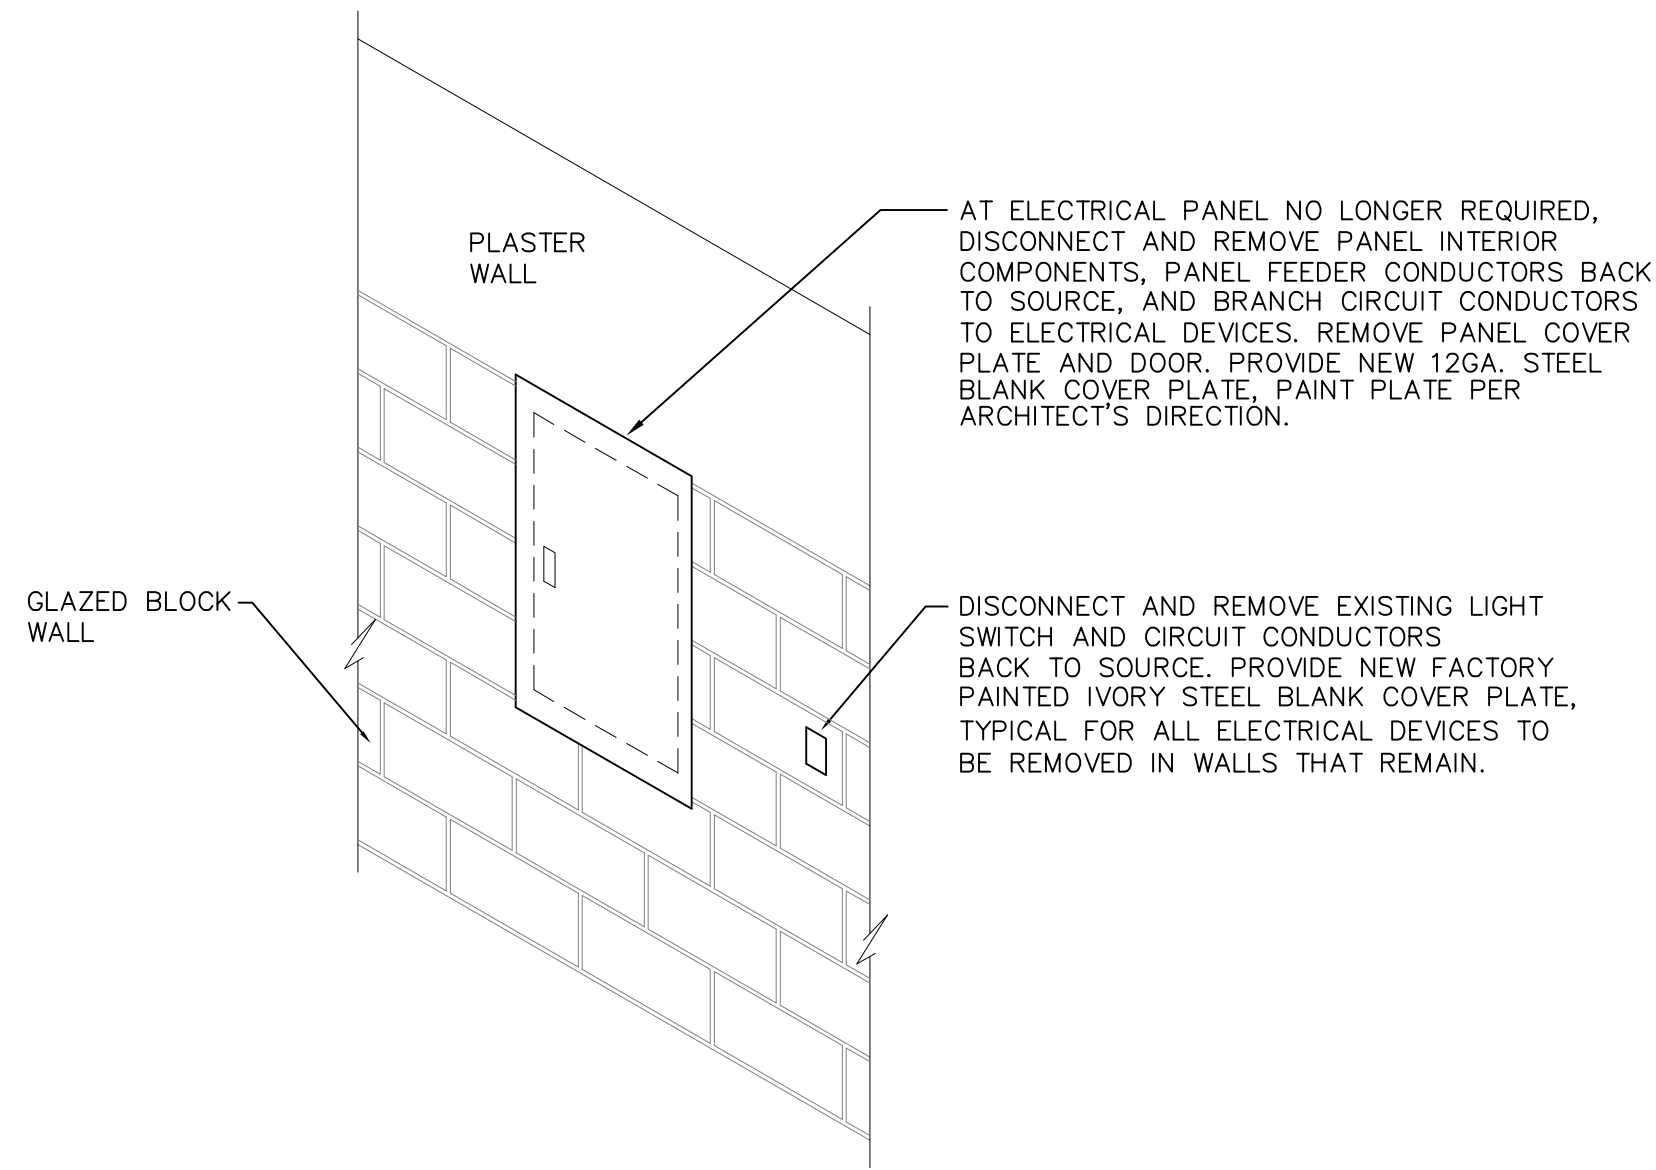 PLASTER
WALL
AT ELECTRICAL PANEL NO LONGER REQUIRED,
DISCONNECT AND REMOVE PANEL INTERIOR
COMPONENTS, PANEL FEEDER CONDUCTORS BACK
TO SOURCE, AND BRANCH CIRCUIT CONDUCTORS
TO ELECTRICAL DEVICES. REMOVE PANEL COVER
PLATE AND DOOR. PROVIDE NEW 12GA. STEEL
BLANK COVER PLATE, PAINT PLATE PER
ARCHITECT'S DIRECTION.
GLAZED BLOCK
WALL
DISCONNECT AND REMOVE EXISTING LIGHT
SWITCH AND CIRCUIT CONDUCTORS
BACK TO SOURCE. PROVIDE NEW FACTORY
PAINTED IVORY STEEL BLANK COVER PLATE,
TYPICAL FOR ALL ELECTRICAL DEVICES TO
BE REMOVED IN WALLS THAT REMAIN.